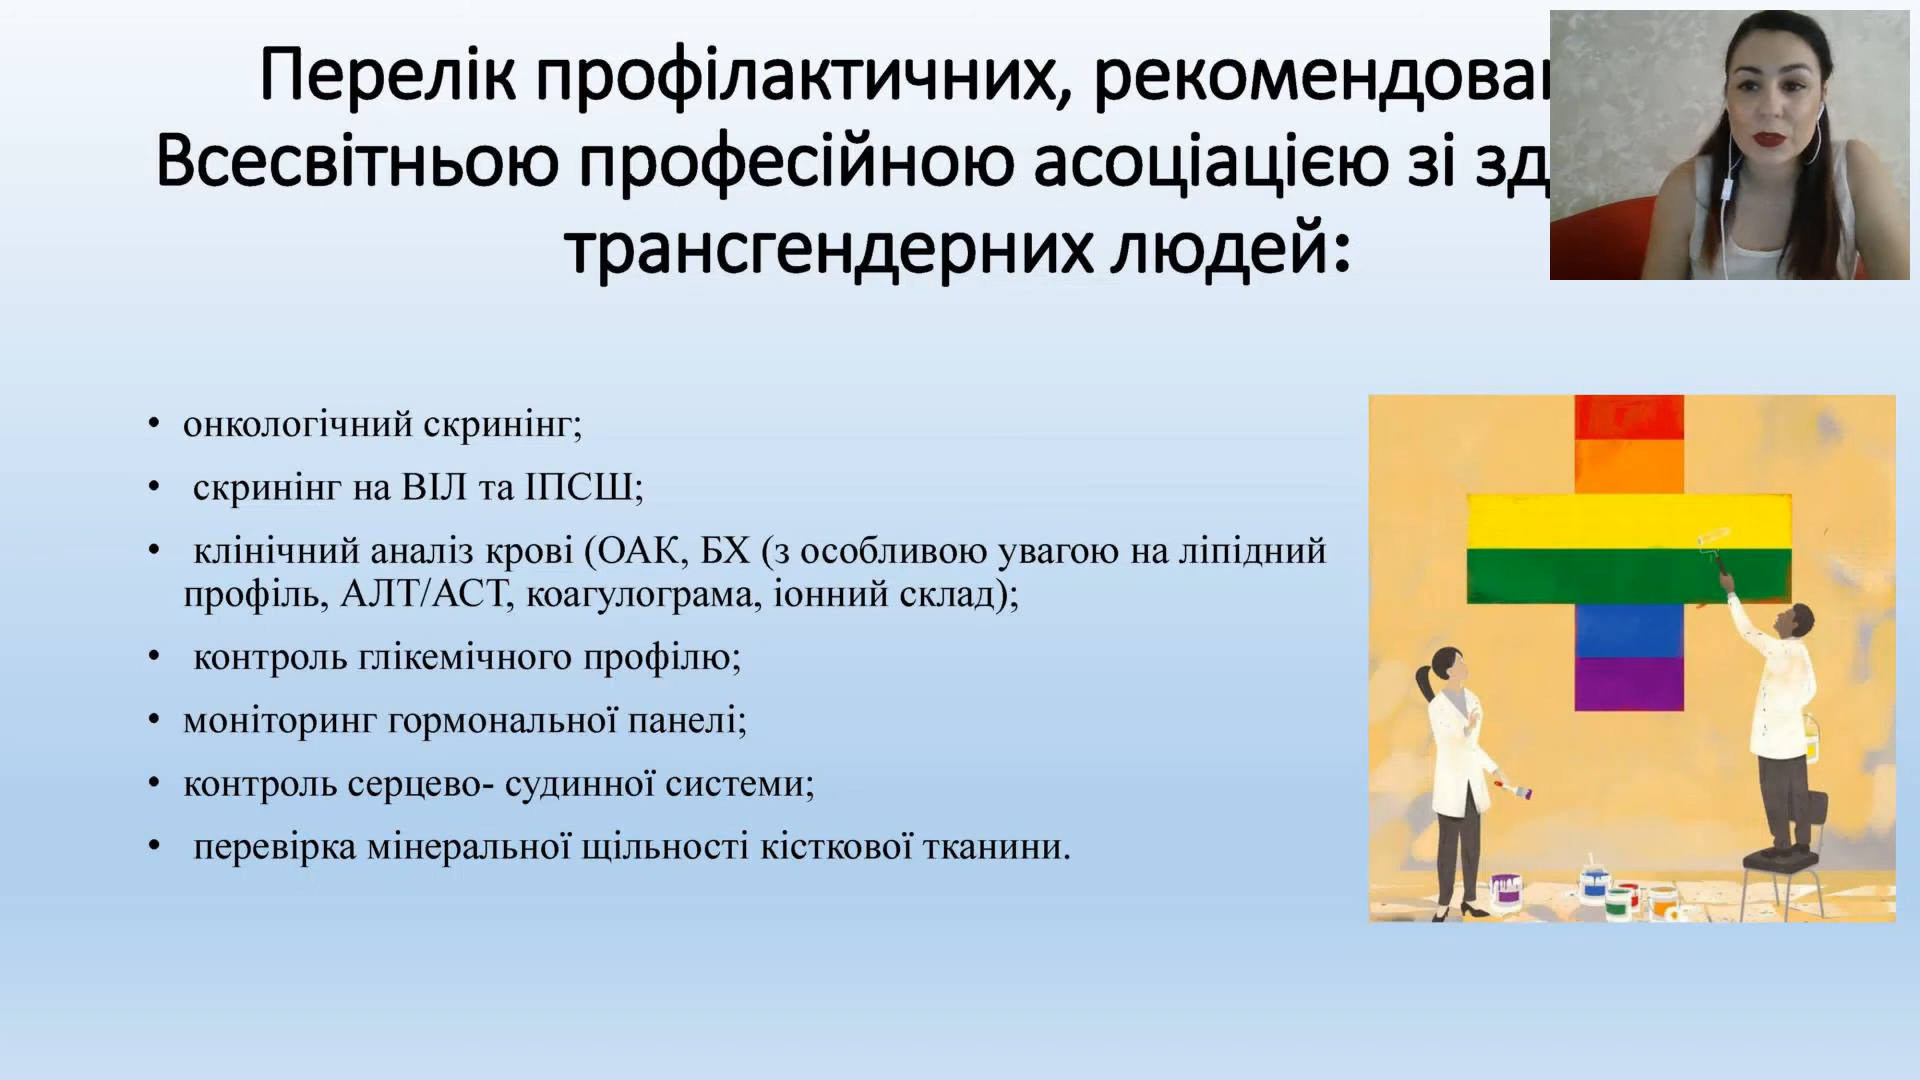 Перелік профілактичних,
Всесвітньою професійною асоціацією зі
трансгендерних людей:
• онкологічний скринінг;
• скринінг на ВІЛ та ІПСШ;
• клінічний аналіз крові (ОАК, БХ (з особливою увагою на ліпідний
профіль, АЛТ/АСТ, коагулограма, іонний склад);
• контроль глікемічного профілю;
• моніторинг гормональної панелі;
• контроль серцево- судинної системи;
• перевірка мінеральної щільності кісткової тканини.